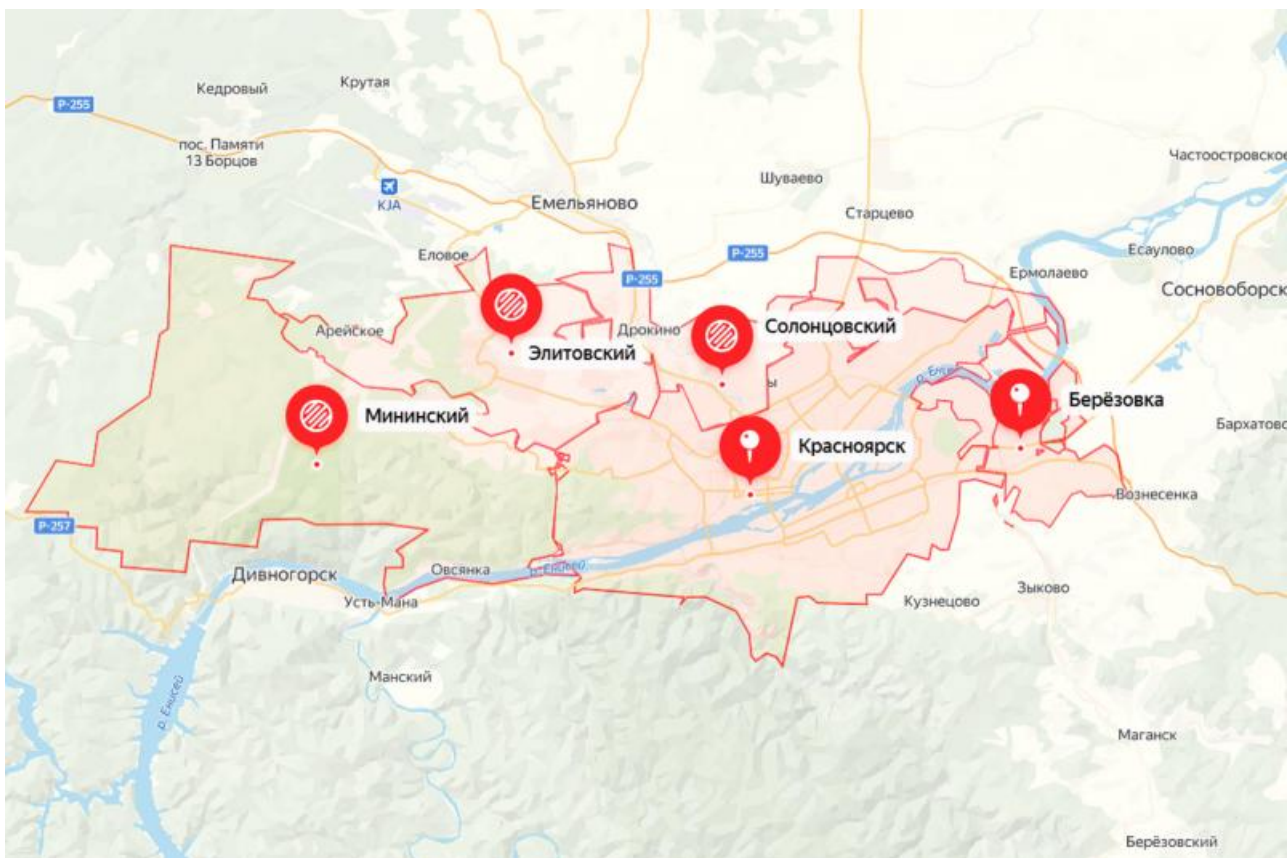 Кедровый
Крутая
Р-255
пос. Памяти
13 Борцов
Частоостровское
Шуваево
KJA
Емельяново
Старцево
Еловое
Р-255
Есаулово
Р-255
Ермолаево
Сосновоборск
Арейское
Дрокино
Солонцовский
Элитовский
ы
р. Енис
Берёзовка
Мининский
Бархатово
Красноярск
Вознесенка
Р-257
Дивногорск
Овсянка
р. Енисей
Усть-Мана
Кузнецово
Зыково
Манский
р. Енисей
Маганск
Берёзовский